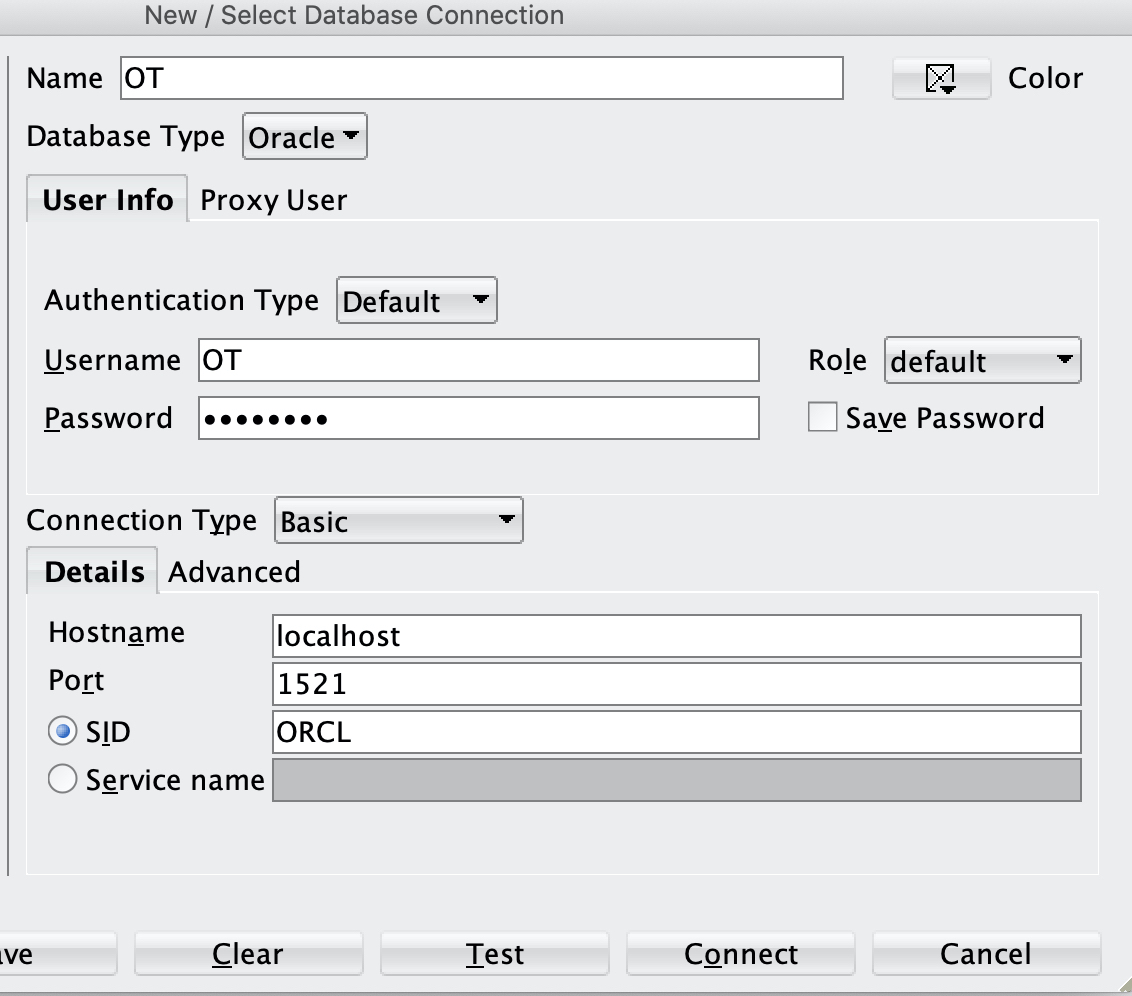 New / Select Database Connection
Name OT Color
Database Type Oracle
User Info Proxy User
Authentication Type Default
Username OT Role default
Password •••••••• Save Password
Connection Type Basic
Details Advanced
Hostname localhost
Port 1521
SID ORCL
Service name
ve Clear Test Connect Cancel